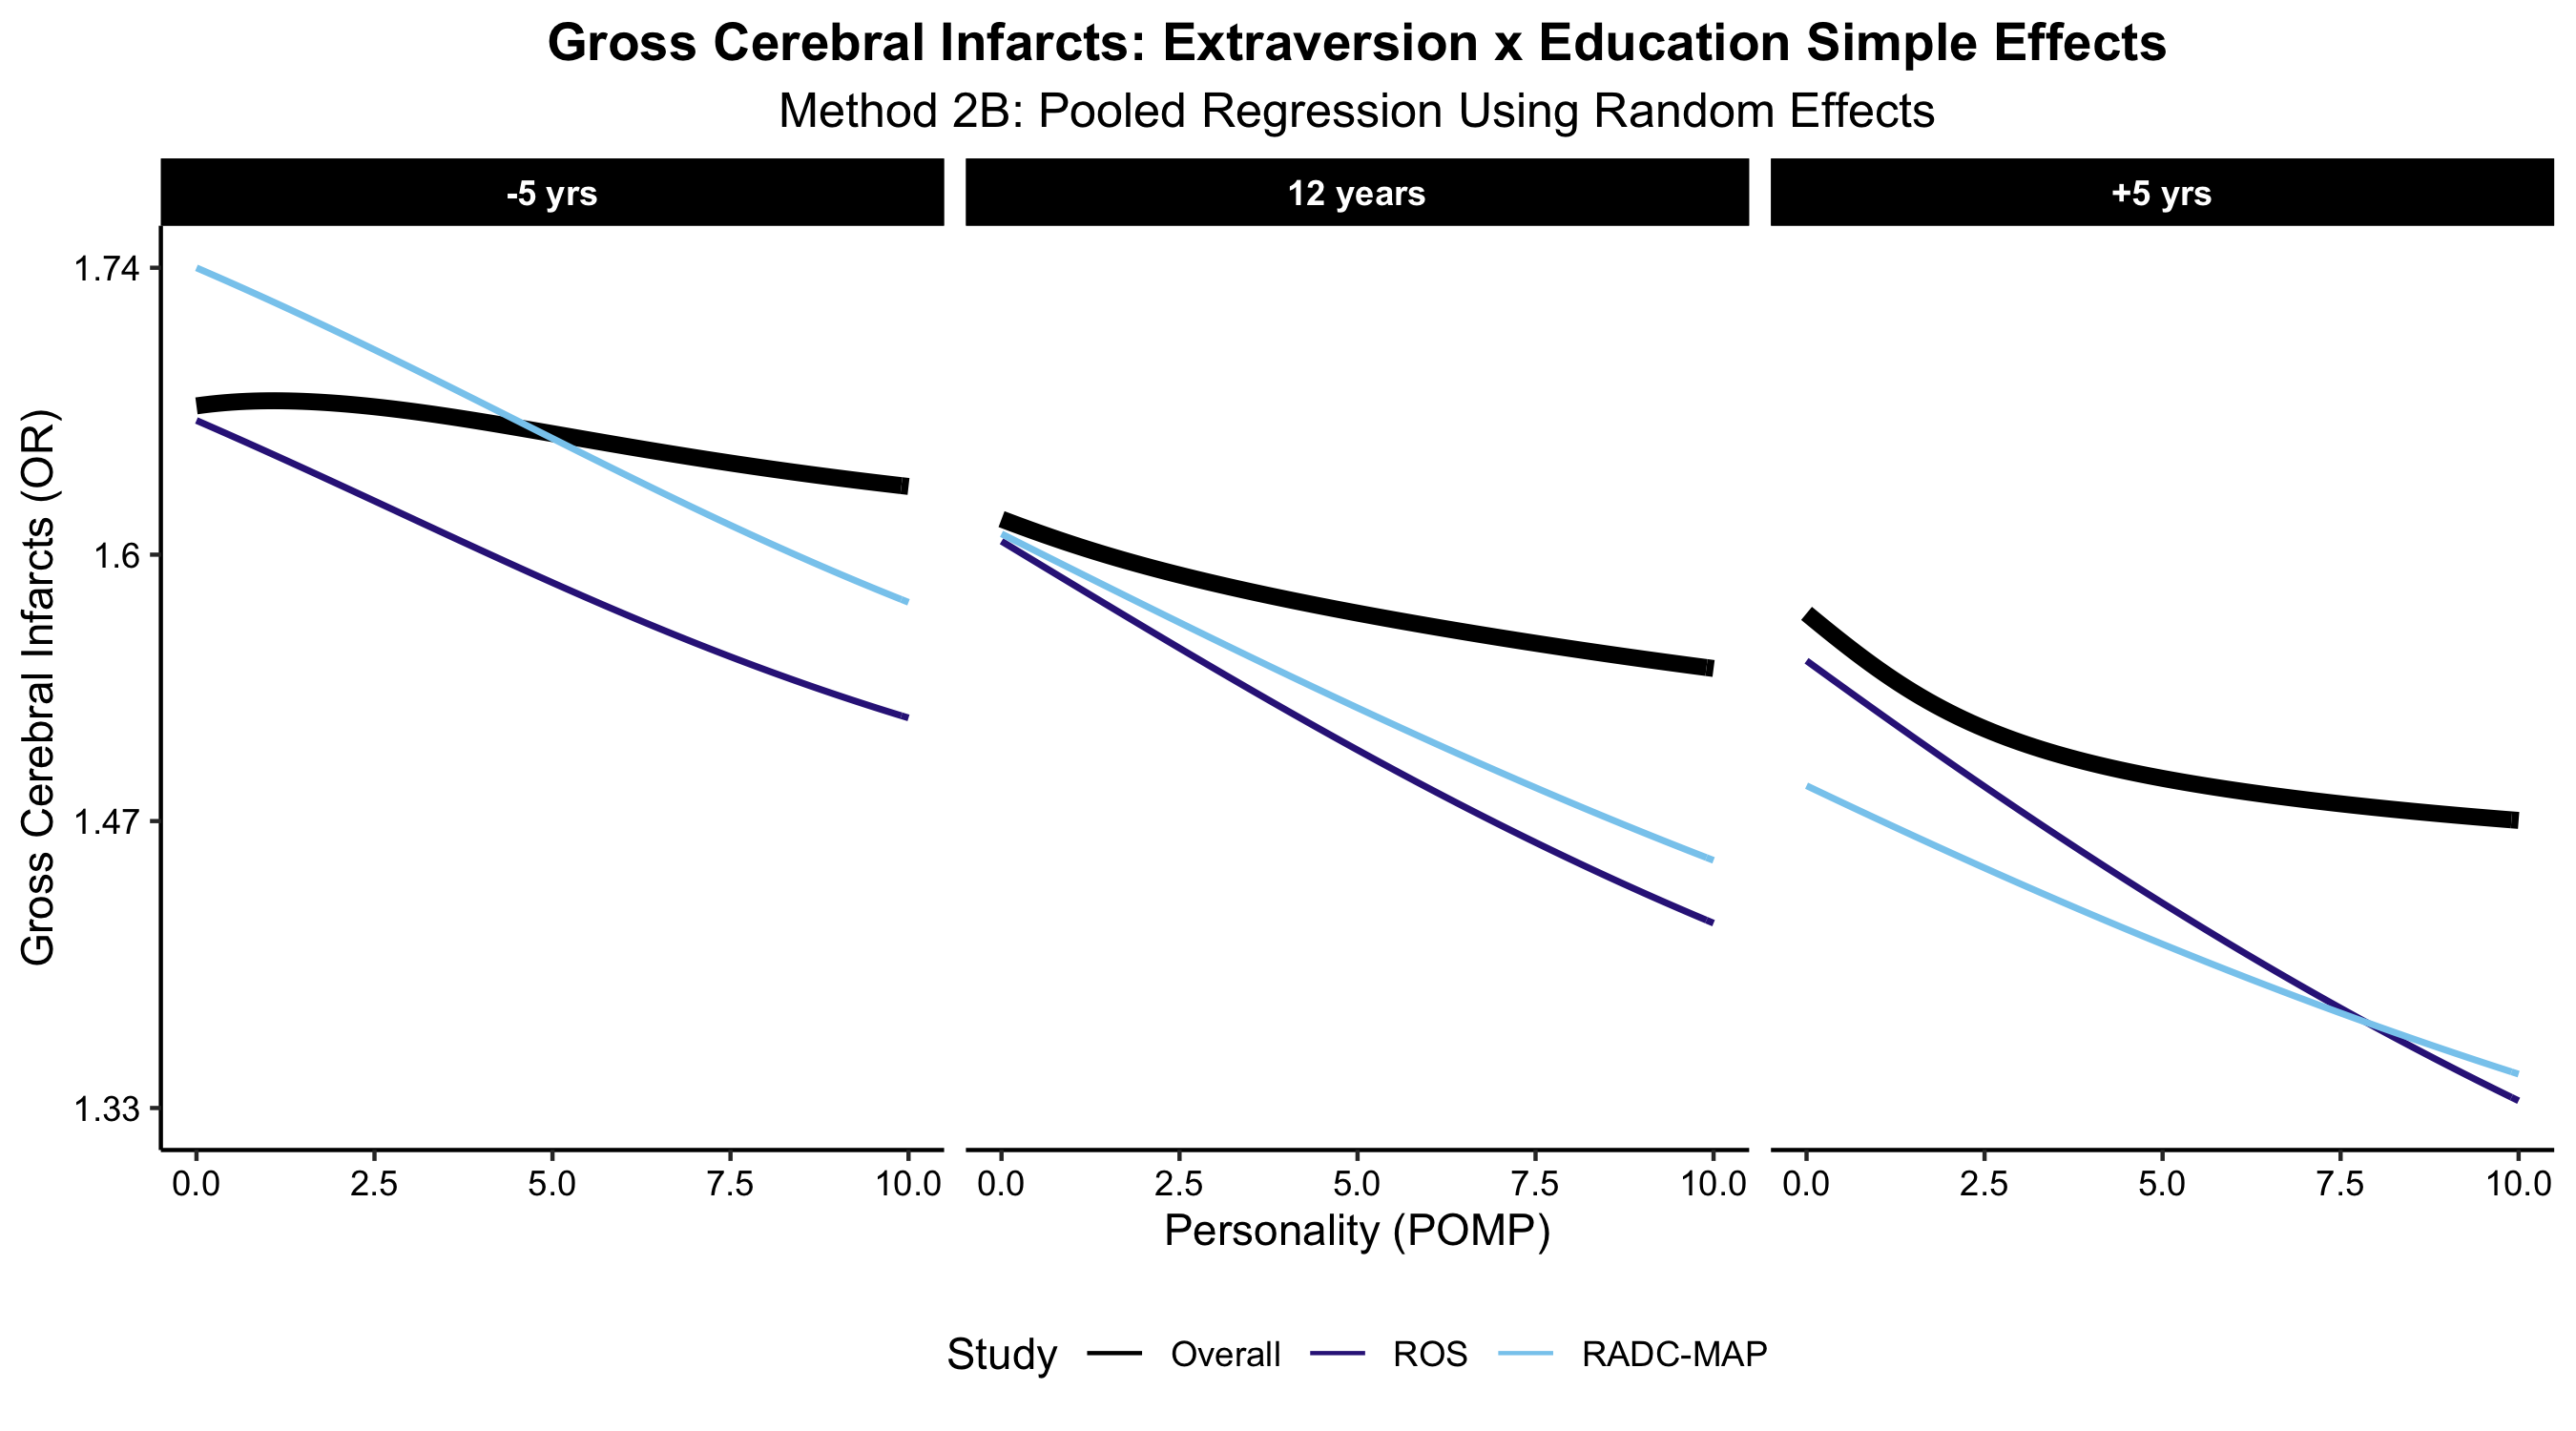 Gross Cerebral Infarcts: Extraversion x Education Simple Effects
Method 2B: Pooled Regression Using Random Effects
-5 yrs 12 years +5 yrs
Gross Cerebral Infarcts (OR)
1.74
1.6
1.47
1.33
0.0 2.5 5.0 7.5 10.0 0.0 2.5 5.0 7.5 10.0 0.0 2.5 5.0 7.5 10.0
Personality (POMP)
Study Overall ROS RADC-MAP